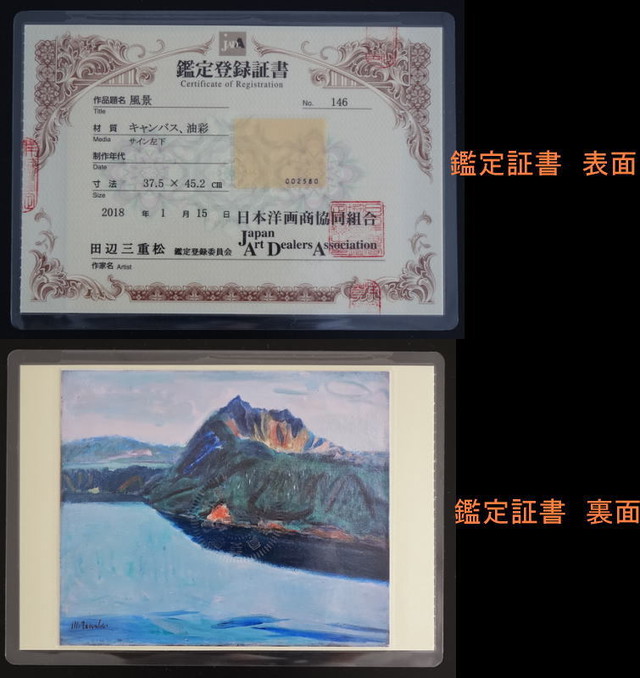 鑑定登録証書
Certificate of Registration
作品題名 風景
Title
No. 146
材質 キャンバス、油彩
Media サイン左下
制作年代
Date
002580
寸法 37.5 × 45.2 cm
Size
2018 年 1 月 15 日 日本洋画商協同組合
Japan
Art Dealers Association
田辺三重松 鑑定登録委員会
作家名 Artist
鑑定証書 表面
鑑定証書 裏面